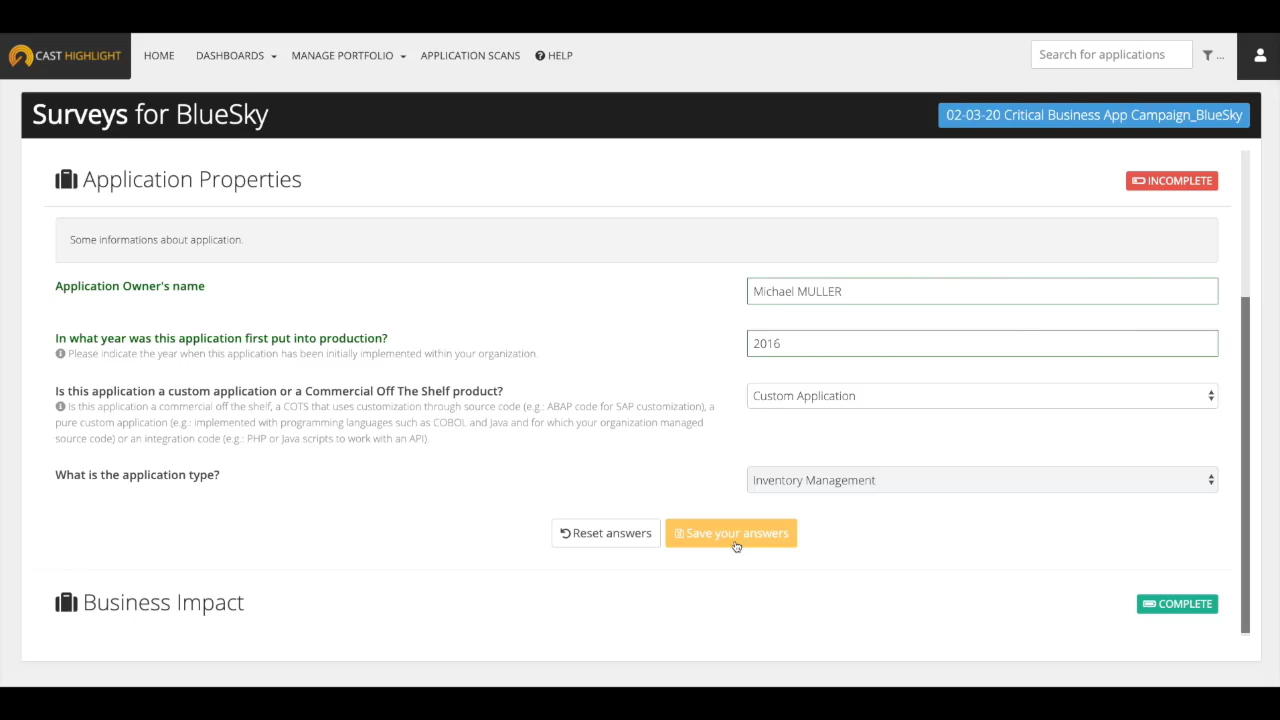 CAST HIGHLIGHT HOME DASHBOARDS MANAGE PORTFOLIO APPLICATION SCANS HELP Search for applications ...
Surveys for BlueSky 02-03-20 Critical Business App Campaign_BlueSky
Application Properties INCOMPLETE
Some informations about application.
Application Owner's name Michael MULLER
In what year was this application first put into production? 2016
Please indicate the year when this application has been initially implemented within your organization.
Is this application a custom application or a Commercial Off The Shelf product? Custom Application
Is this application a commercial off the shelf, a COTS that uses customization through source code (e.g.: ABAP code for SAP customization), a
pure custom application (e.g.: implemented with programming languages such as COBOL and Java and for which your organization managed
source code) or an integration code (e.g.: PHP or Java scripts to work with an API).
What is the application type? Inventory Management
Reset answers Save your answers
Business Impact COMPLETE